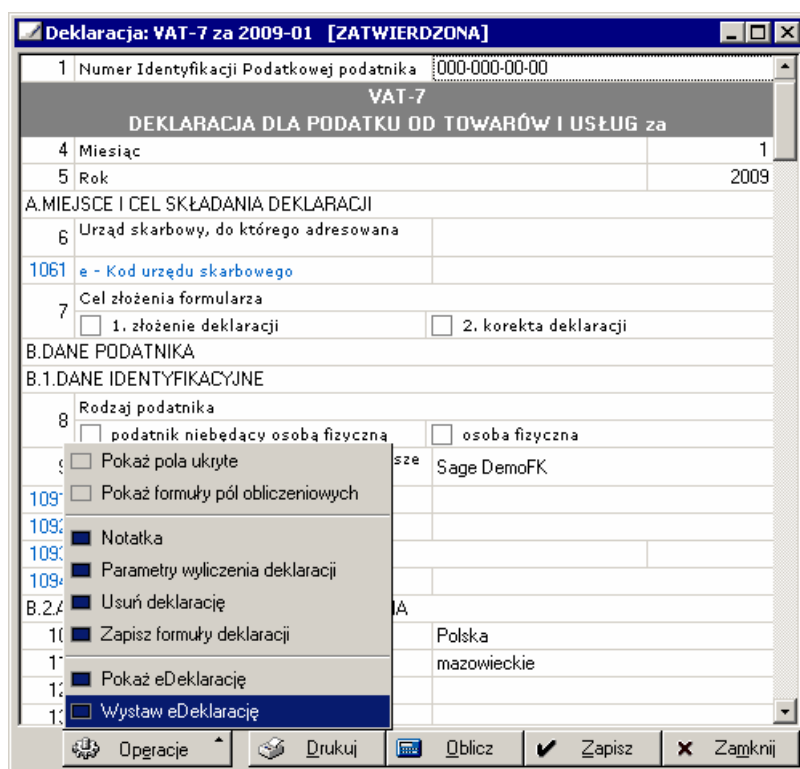 Deklaracja: VAT-7 za 2009-01 [ZATWIERDZONA]
1 Numer Identyfikacji Podatkowej podatnika 000-000-00-00
VAT-7
DEKLARACJA DLA PODATKU OD TOWARÓW I USŁUG za
4 Miesiąc 1
5 Rok 2009
A.MIEJSCE I CEL SKŁADANIA DEKLARACJI
6 Urząd skarbowy, do którego adresowana
1061 e - Kod urzędu skarbowego
7 Cel złożenia formularza
1. złożenie deklaracji 2. korekta deklaracji
B.DANE PODATNIKA
B.1.DANE IDENTYFIKACYJNE
8 Rodzaj podatnika
podatnik niebędący osobą fizyczną osoba fizyczna
Pokaż pola ukryte Sage DemoFK
Pokaż formuły pól obliczeniowych
Notatka
Parametry wyliczenia deklaracji
Usuń deklarację
Zapisz formuły deklaracji Polska
mazowieckie
Pokaż eDeklarację
Wystaw eDeklarację
Operacje Drukuj Oblicz Zapisz Zamknij